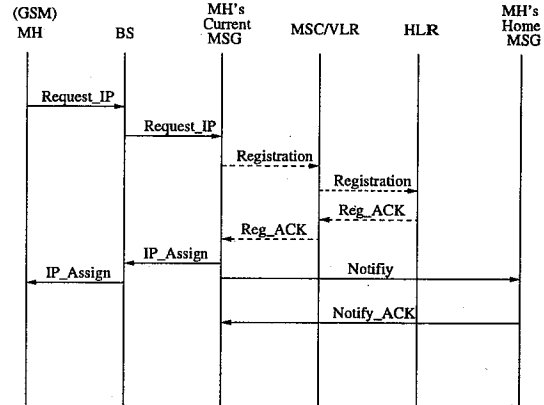 (GSM)
MH
BS
MH's
Current
MSG
MSC/VLR
HLR
MH's
Home
MSG
Request_IP
Request_IP
Registration
Registration
Reg_ACK
Reg_ACK
IP_Assign
IP_Assign
Notifiy
Notify_ACK